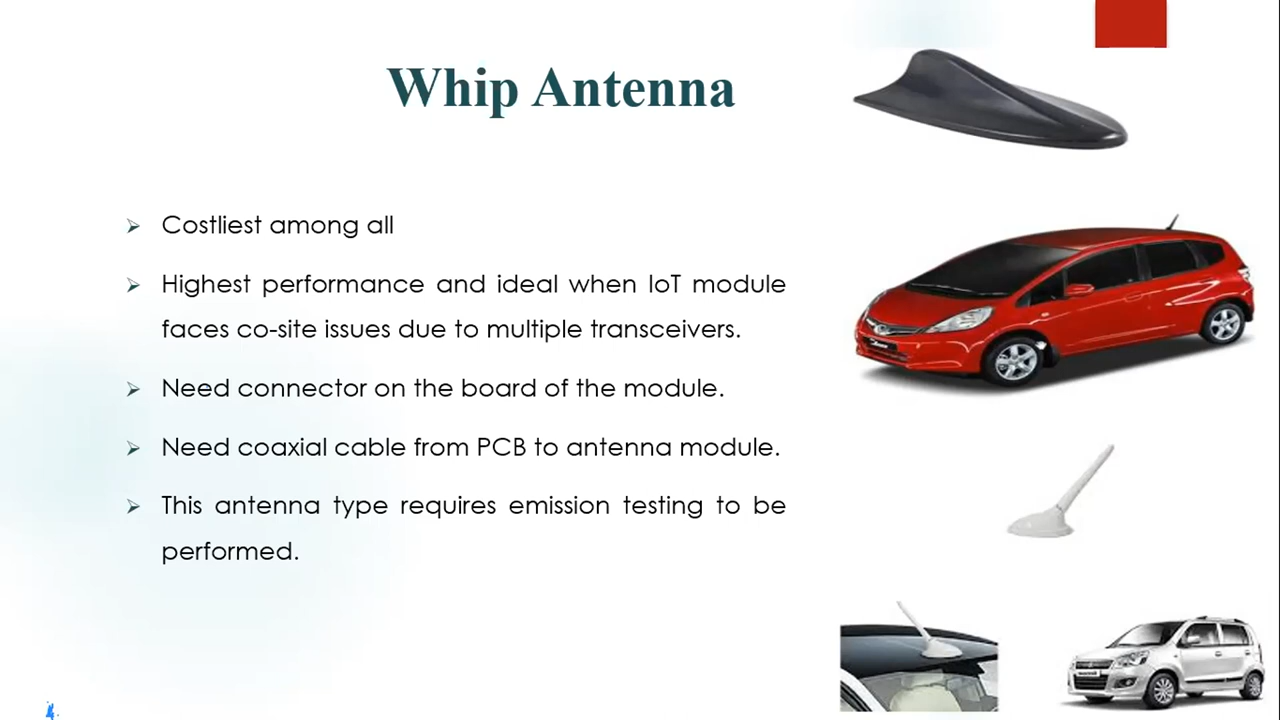 Whip Antenna
Costliest among all
Highest performance and ideal when IoT module
faces co-site issues due to multiple transceivers.
Need connector on the board of the module.
Need coaxial cable from PCB to antenna module.
This antenna type requires emission testing to be
performed.
4